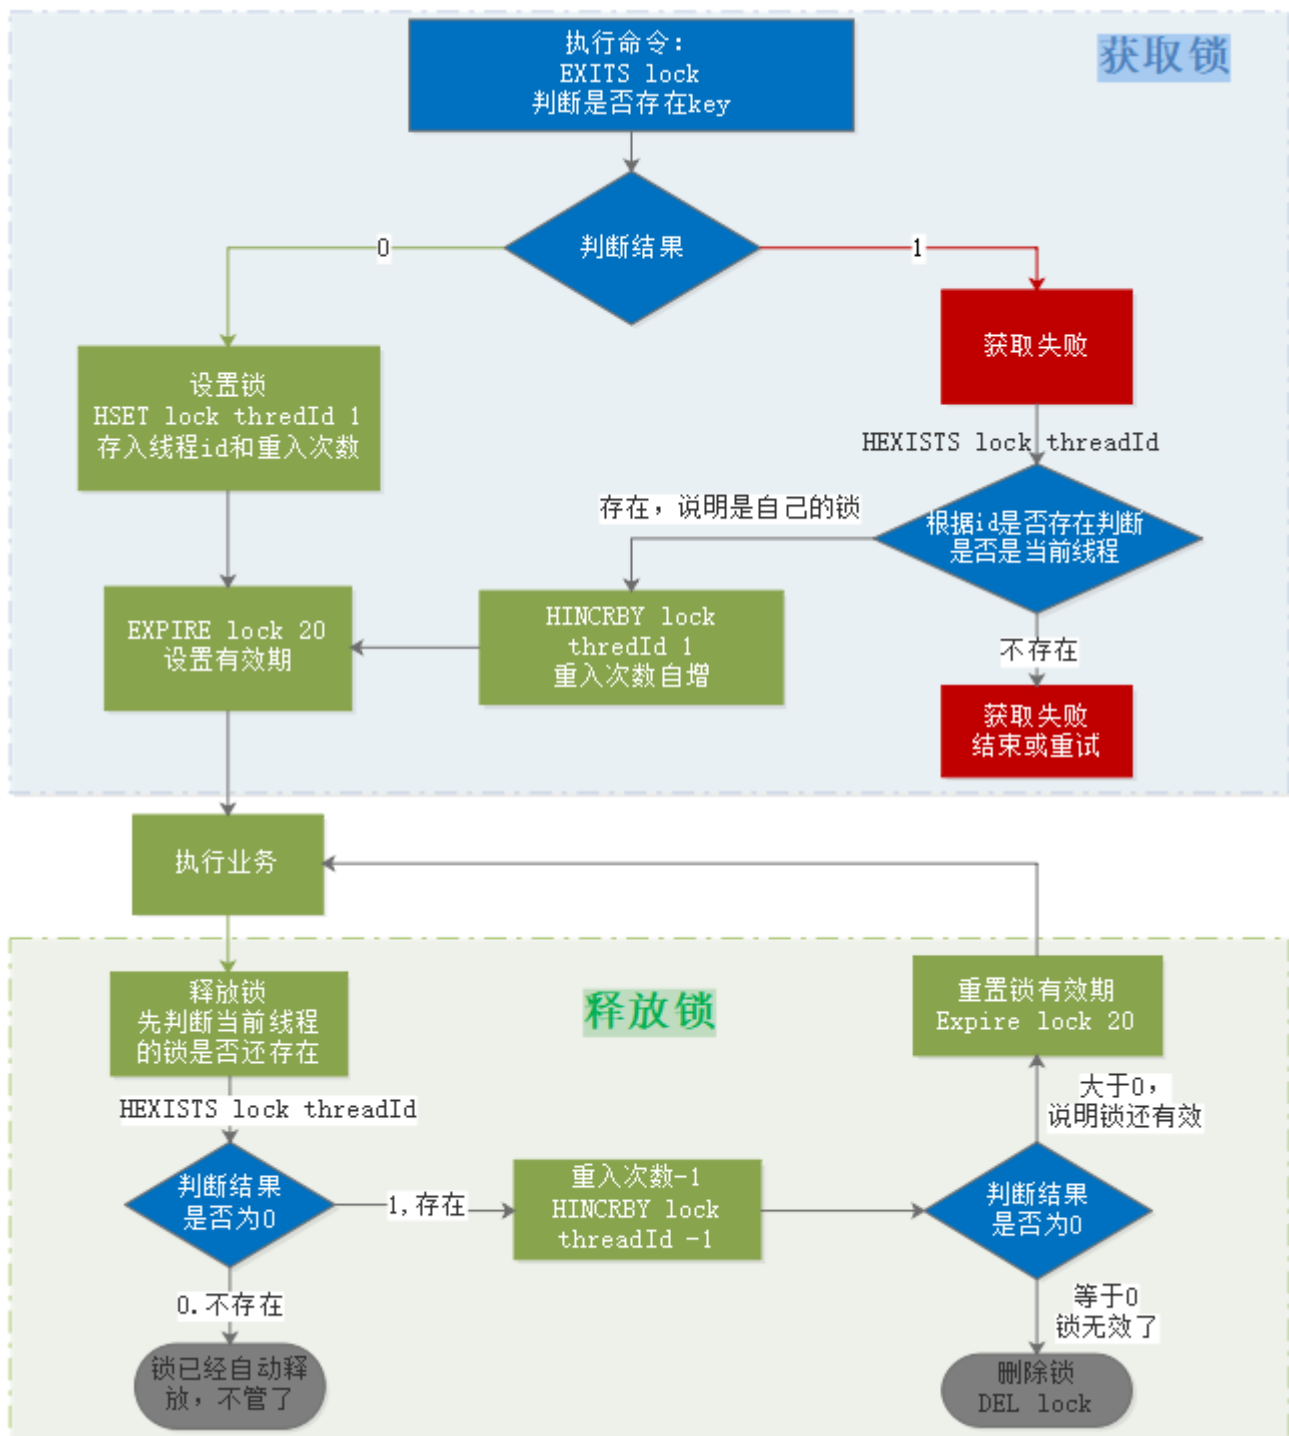 执行命令：
EXITS lock
判断是否存在key
获取锁
判断结果
0
1
获取失败
设置锁
HSET lock thredId 1
存入线程id和重入次数
HEXISTS lock threadId
存在，说明是自己的锁
根据id是否存在判断
是否是当前线程
EXPIRE lock 20
设置有效期
HINCRBY lock
thredId 1
重入次数自增
不存在
获取失败
结束或重试
执行业务
释放锁
先判断当前线程
的锁是否还存在
释放锁
重置锁有效期
Expire lock 20
HEXISTS lock threadId
大于0，
说明锁还有效
判断结果
是否为0
1,存在
重入次数-1
HINCRBY lock
threadId -1
判断结果
是否为0
0.不存在
等于0
锁无效了
锁已经自动释
放，不管了
删除锁
DEL lock